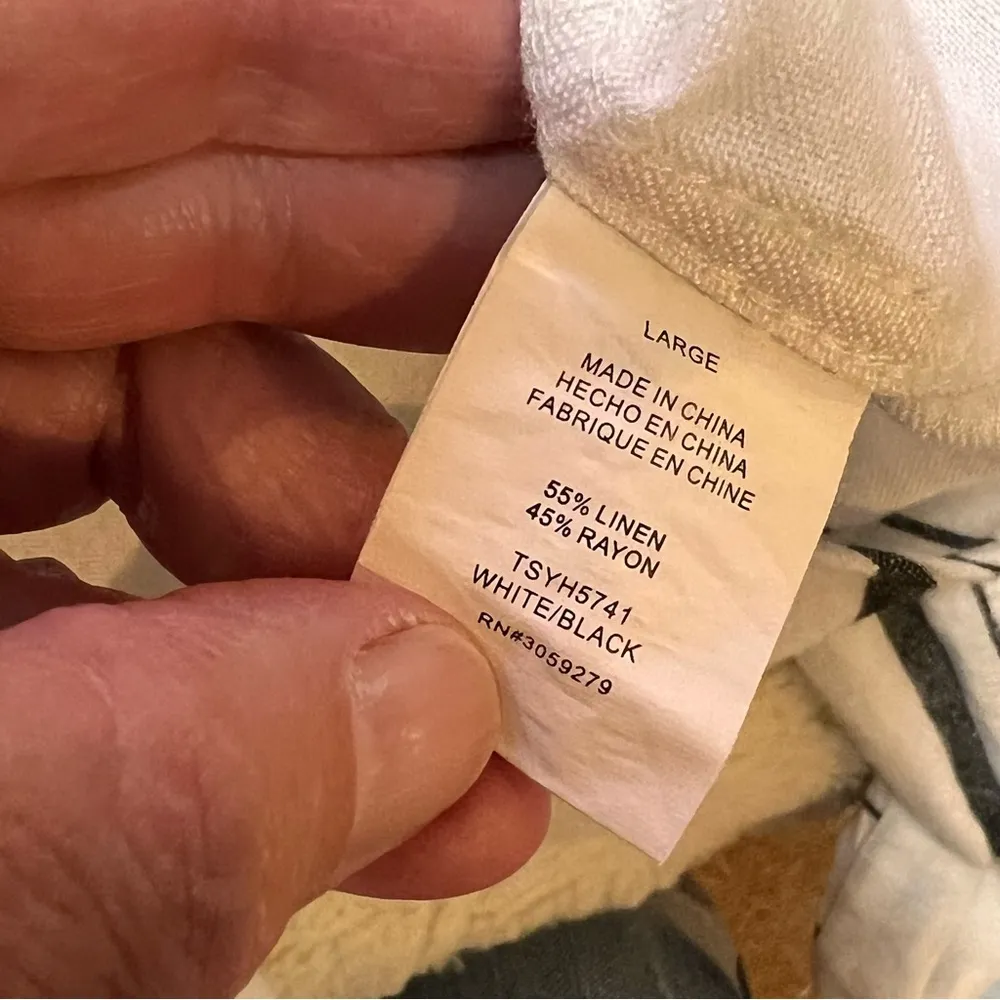 LARGE
MADE IN CHINA
HECHO EN CHINA
FABRIQUE EN CHINE
55% LINEN
45% RAYON
TSYH5741
WHITE/BLACK
RN#3059279